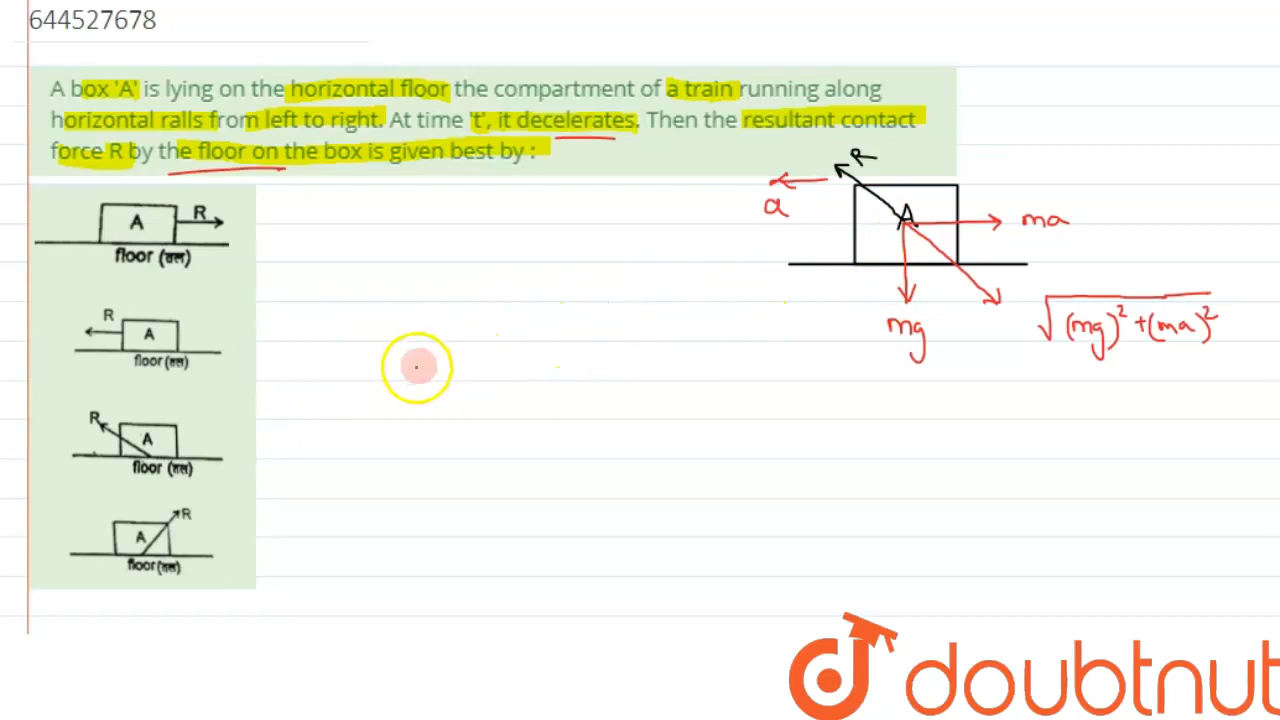 644527678
A box 'A' is lying on the horizontal floor the compartment of a train running along
horizontal ralls from left to right. At time 't', it decelerates. Then the resultant contact
force R by the floor on the box is given best by :
A R
floor (तल)
R
A
floor (तल)
R
A
floor (तल)
R
A
floor (तल)
R
a
A
ma
mg
√(mg)² + (ma)²
doubtnut